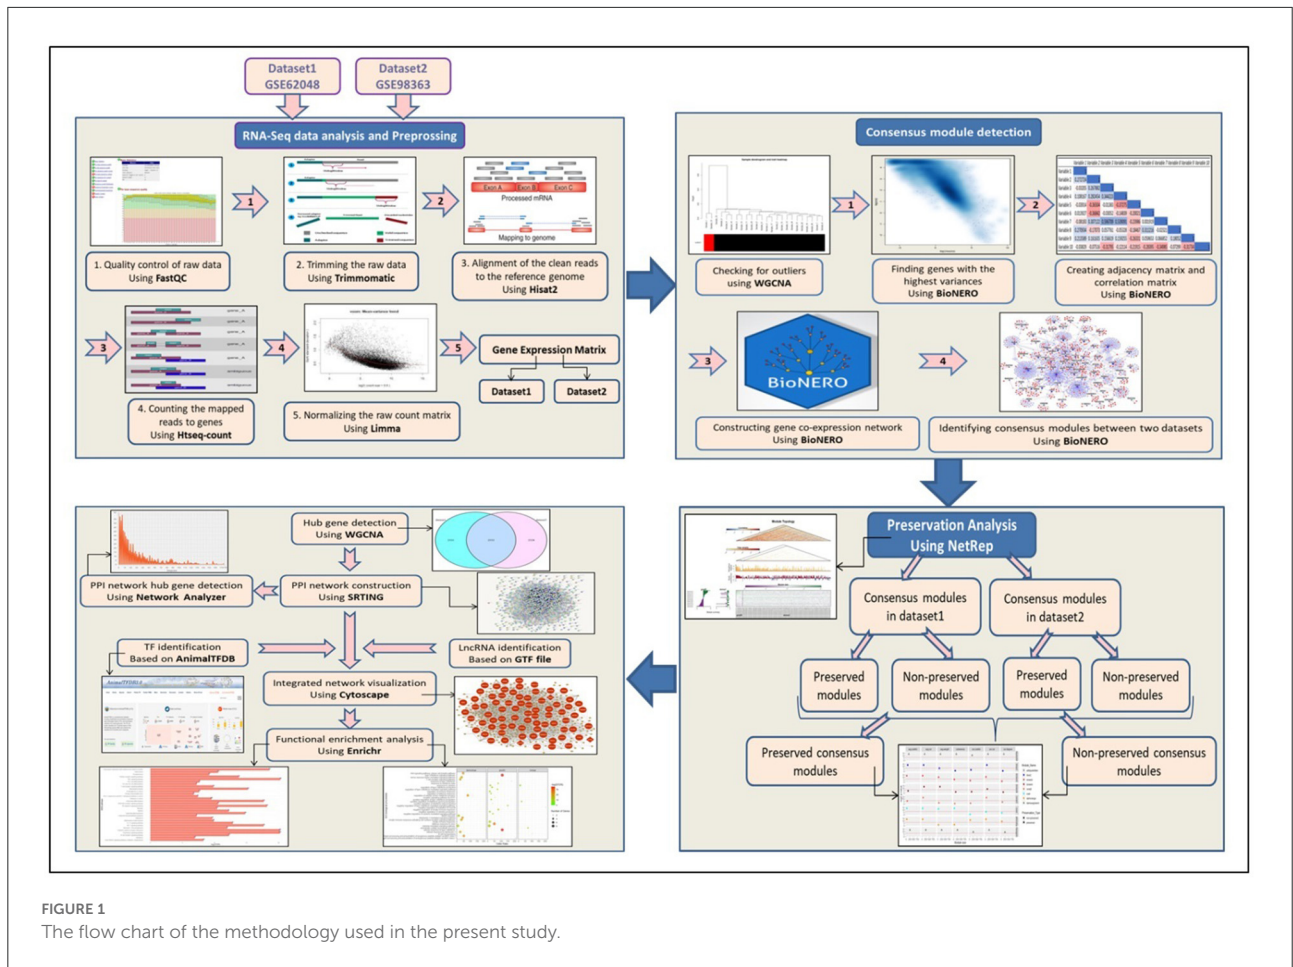 Dataset1
GSE62048
Dataset2
GSE98363
RNA-Seq data analysis and Preprossing
1
2
Exon A
Exon B
Exon C
Processed mRNA
Mapping to genome
1. Quality control of raw data
Using FastQC
2. Trimming the raw data
Using Trimmomatic
3. Alignment of the clean reads
to the reference genome
Using Hisat2
3
4
5
Gene Expression Matrix
Dataset1
Dataset2
4. Counting the mapped
reads to genes
Using Htseq-count
5. Normalizing the raw count matrix
Using Limma
Consensus module detection
1
2
Checking for outliers
using WGCNA
Finding genes with the
highest variances
Using BioNERO
Creating adjacency matrix and
correlation matrix
Using BioNERO
3
BioNERO
4
Constructing gene co-expression network
Using BioNERO
Identifying consensus modules between two datasets
Using BioNERO
Preservation Analysis
Using NetRep
Consensus modules
in dataset1
Consensus modules
in dataset2
Preserved
modules
Non-preserved
modules
Preserved
modules
Non-preserved
modules
Preserved consensus
modules
Non-preserved consensus
modules
Hub gene detection
Using WGCNA
PPI network hub gene detection
Using Network Analyzer
PPI network construction
Using SRTING
TF identification
Based on AnimalTFDB
LncRNA identification
Based on GTF file
Integrated network visualization
Using Cytoscape
Functional enrichment analysis
Using Enrichr
FIGURE 1
The flow chart of the methodology used in the present study.